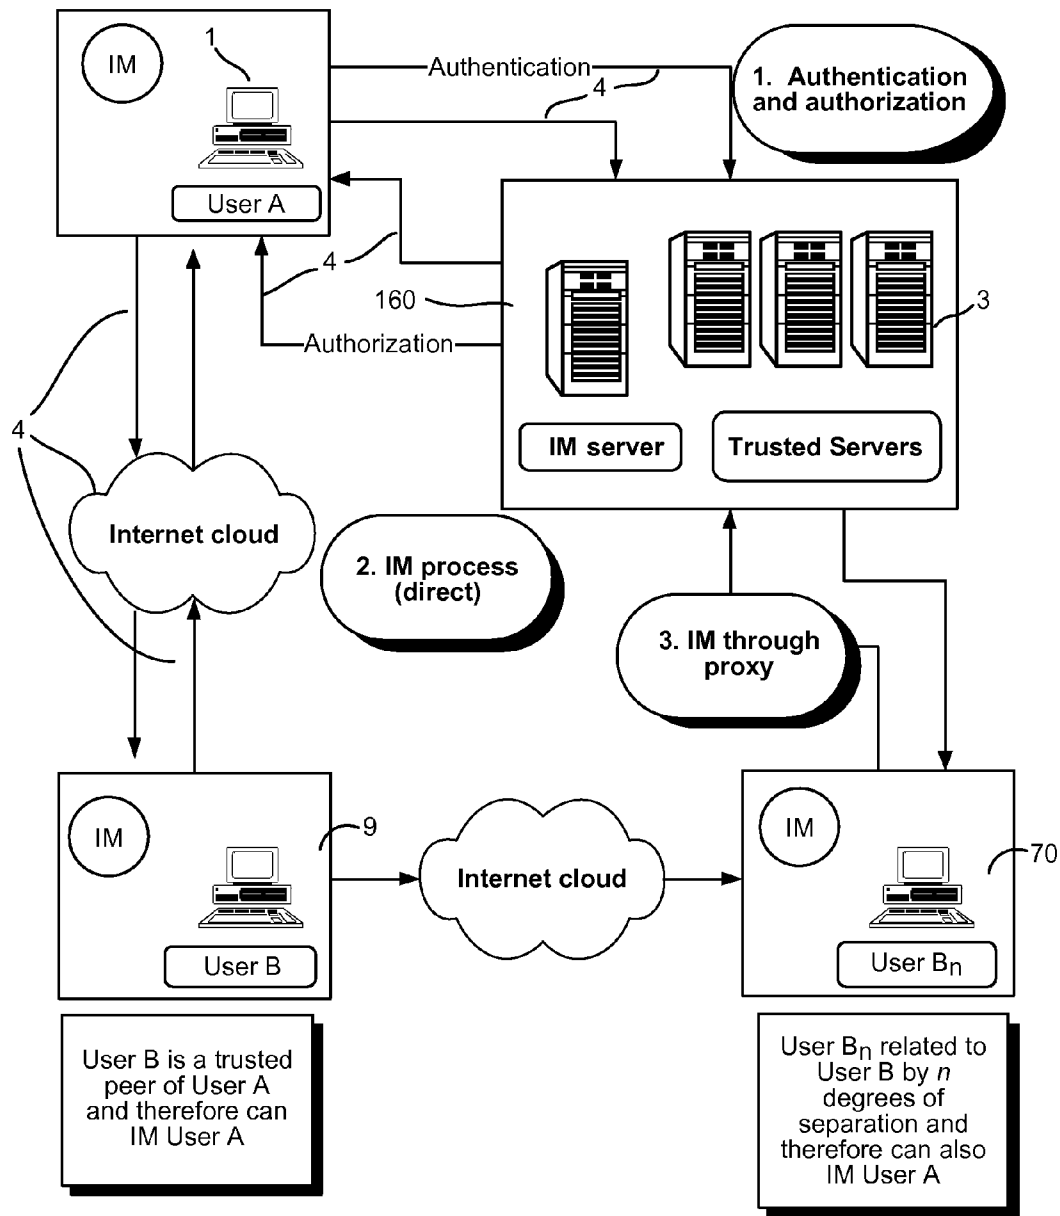 IM
1
User A
Authentication
4
1. Authentication
and authorization
4
160
3
Authorization
IM server
Trusted Servers
4
Internet cloud
2. IM process
(direct)
3. IM through
proxy
IM
9
User B
Internet cloud
IM
70
User Bn
User B is a trusted
peer of User A
and therefore can
IM User A
User Bn related to
User B by n
degrees of
separation and
therefore can also
IM User A